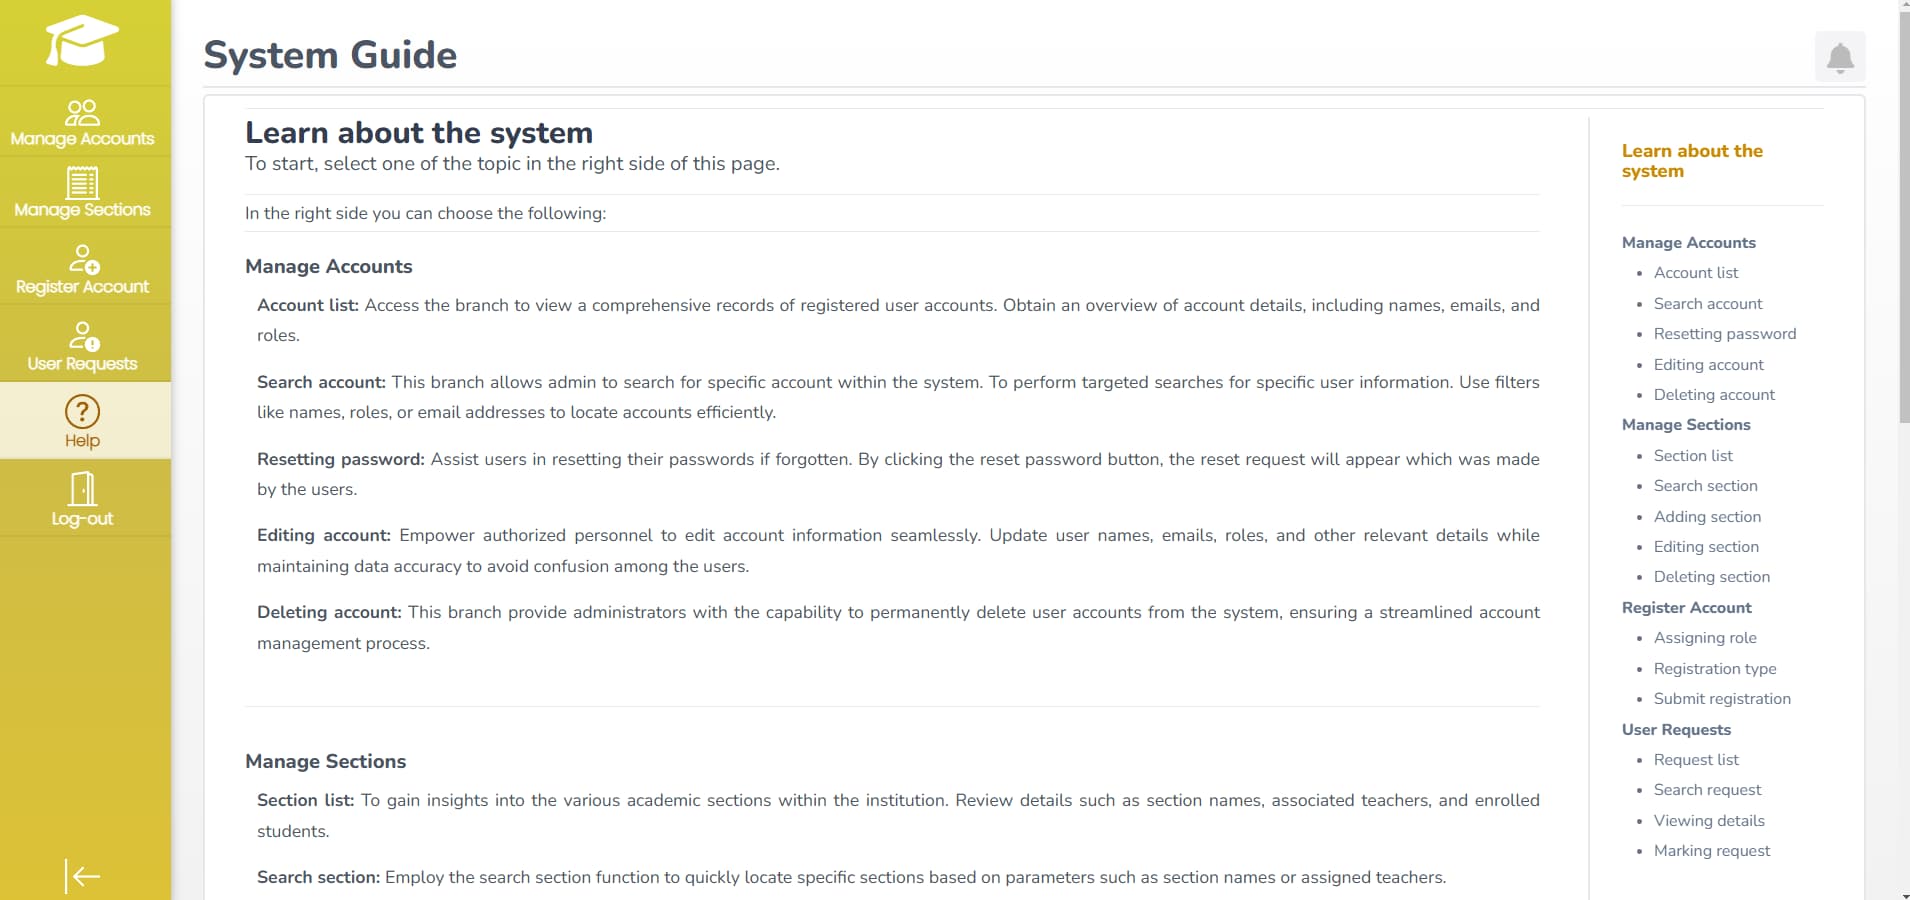 Manage Accounts
Manage Sections
Register Account
User Requests
Help
Log-out
System Guide
Learn about the system
To start, select one of the topic in the right side of this page.
In the right side you can choose the following:
Manage Accounts
Account list: Access the branch to view a comprehensive records of registered user accounts. Obtain an overview of account details, including names, emails, and
roles.
Search account: This branch allows admin to search for specific account within the system. To perform targeted searches for specific user information. Use filters
like names, roles, or email addresses to locate accounts efficiently.
Resetting password: Assist users in resetting their passwords if forgotten. By clicking the reset password button, the reset request will appear which was made
by the users.
Editing account: Empower authorized personnel to edit account information seamlessly. Update user names, emails, roles, and other relevant details while
maintaining data accuracy to avoid confusion among the users.
Deleting account: This branch provide administrators with the capability to permanently delete user accounts from the system, ensuring a streamlined account
management process.
Manage Sections
Section list: To gain insights into the various academic sections within the institution. Review details such as section names, associated teachers, and enrolled
students.
Search section: Employ the search section function to quickly locate specific sections based on parameters such as section names or assigned teachers.
Learn about the
system
Manage Accounts
Account list
Search account
Resetting password
Editing account
Deleting account
Manage Sections
Section list
Search section
Adding section
Editing section
Deleting section
Register Account
Assigning role
Registration type
Submit registration
User Requests
Request list
Search request
Viewing details
Marking request